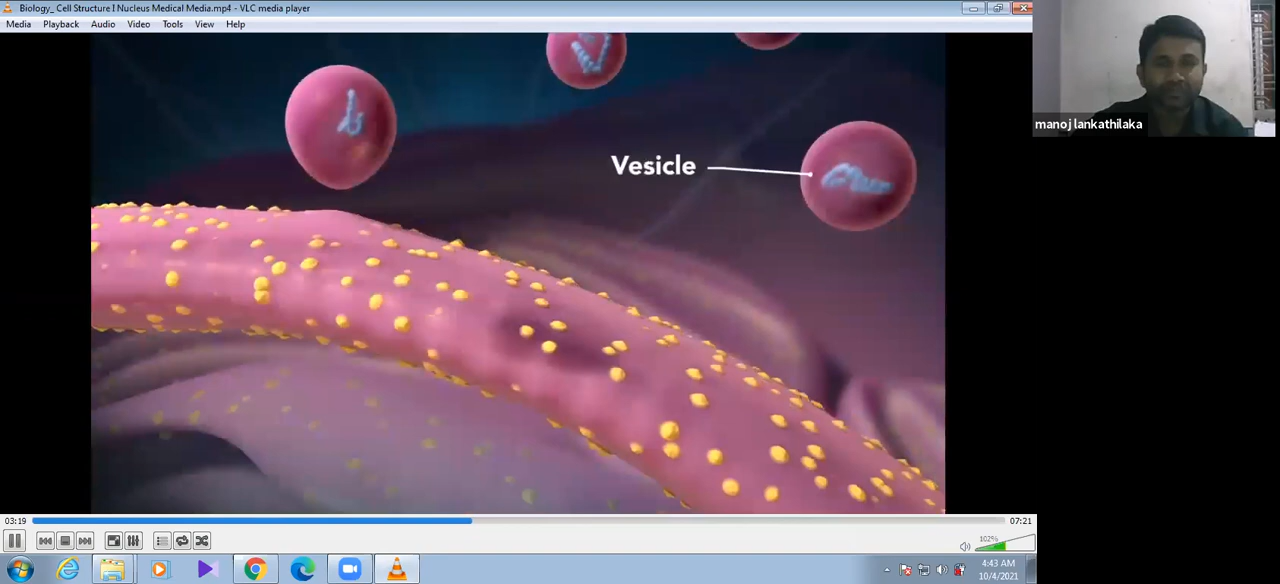 Biology_ Cell Structure I Nucleus Medical Media.mp4 - VLC media player
Media Playback Audio Video Tools View Help
Vesicle
manoj lankathilaka
03:19
07:21
102%
4:43 AM
10/4/2021